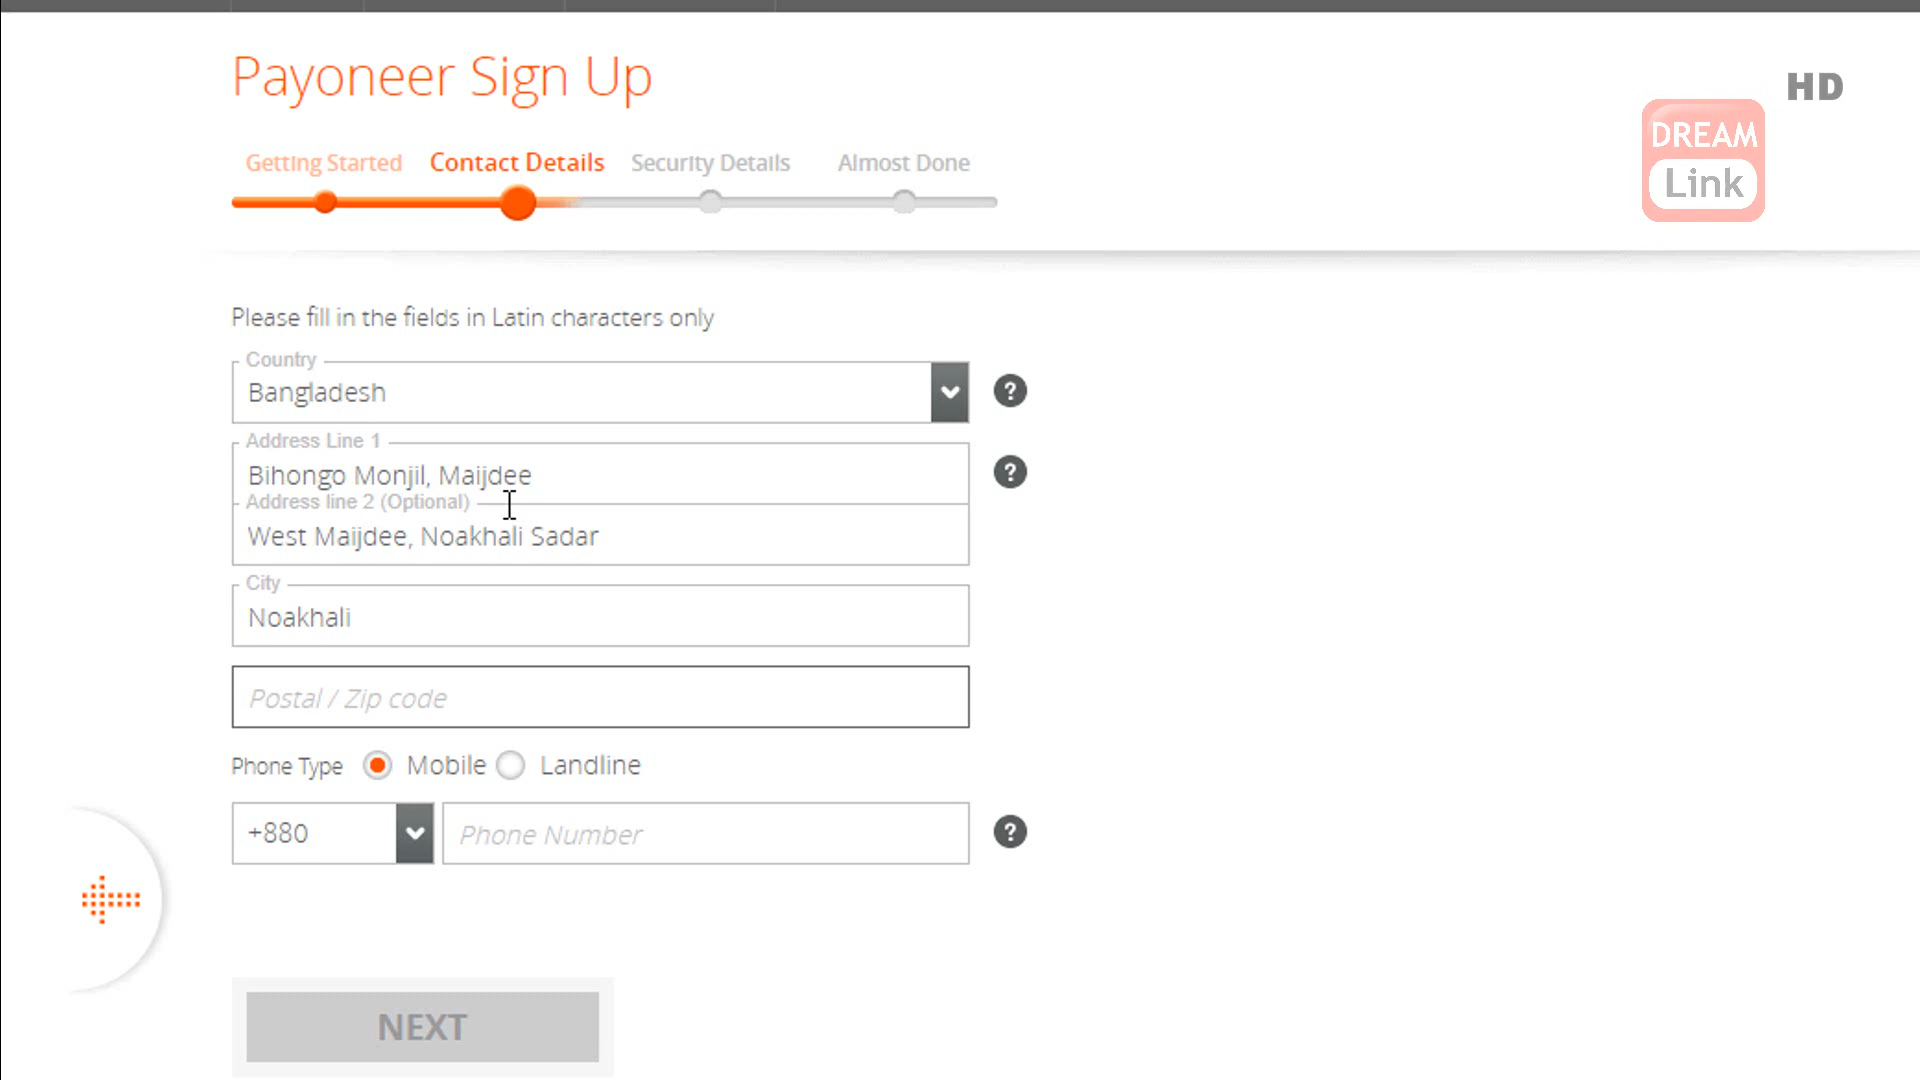 Payoneer Sign Up
HD
DREAM
Link
Getting Started Contact Details Security Details Almost Done
Please fill in the fields in Latin characters only
Country
Bangladesh
?
Address Line 1
Bihongo Monjil, Maijdee
?
Address line 2 (Optional)
West Maijdee, Noakhali Sadar
City
Noakhali
Postal / Zip code
Phone Type Mobile Landline
+880 Phone Number ?
NEXT